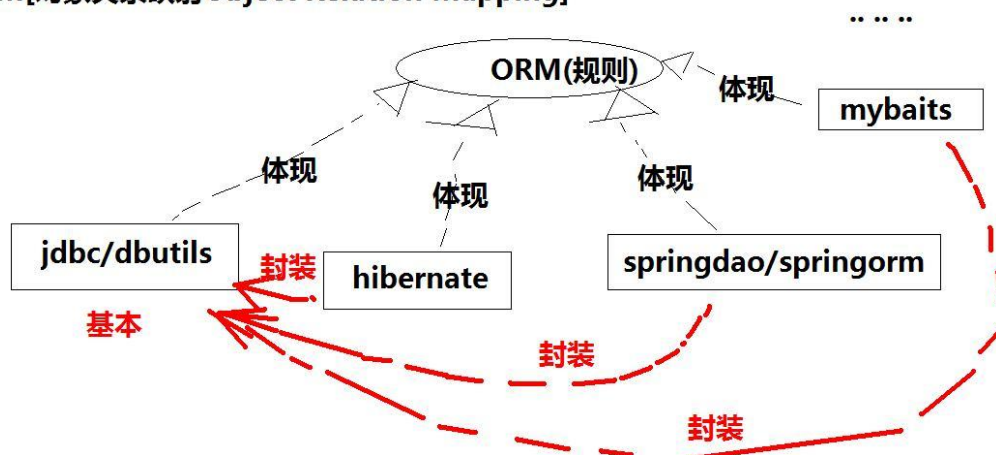 .. .. ..
ORM(规则)
体现
mybaits
体现
体现
体现
jdbc/dbutils
封装
hibernate
springdao/springorm
基本
封装
封装